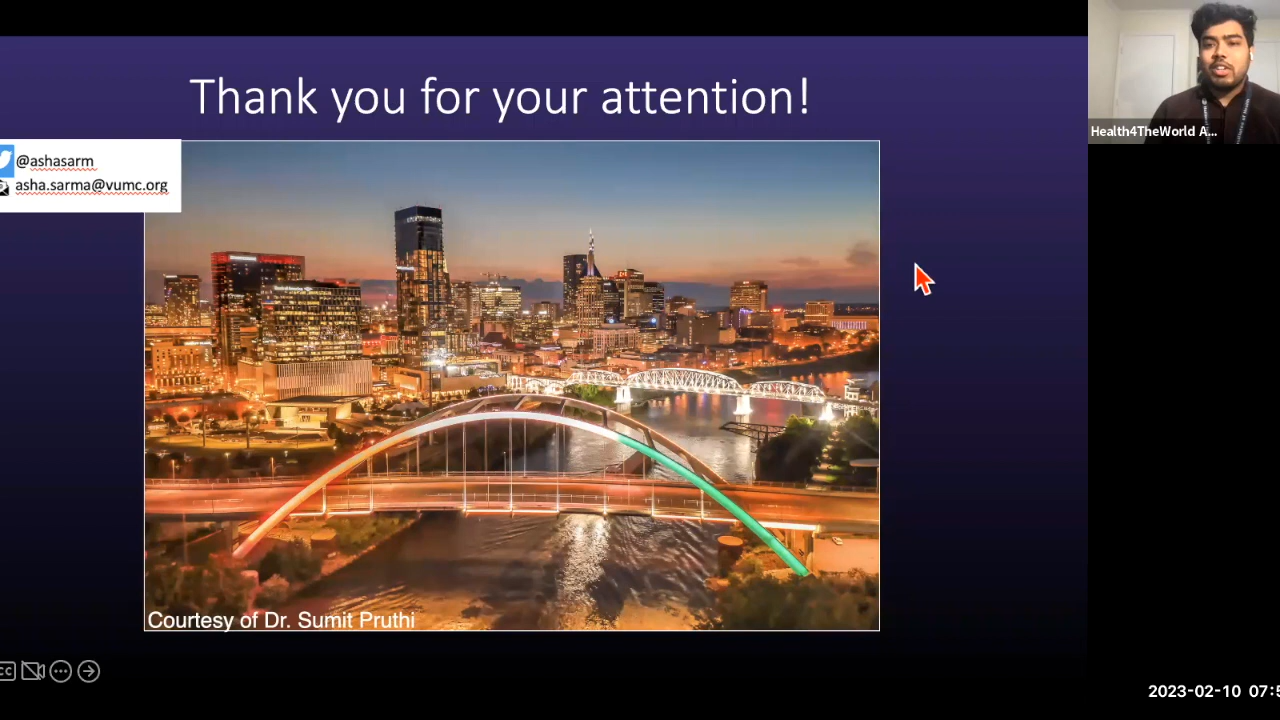 Thank you for your attention!
@ashasarm
asha.sarma@vumc.org
Courtesy of Dr. Sumit Pruthi
Health4TheWorld A...
CC
2023-02-10 07:5